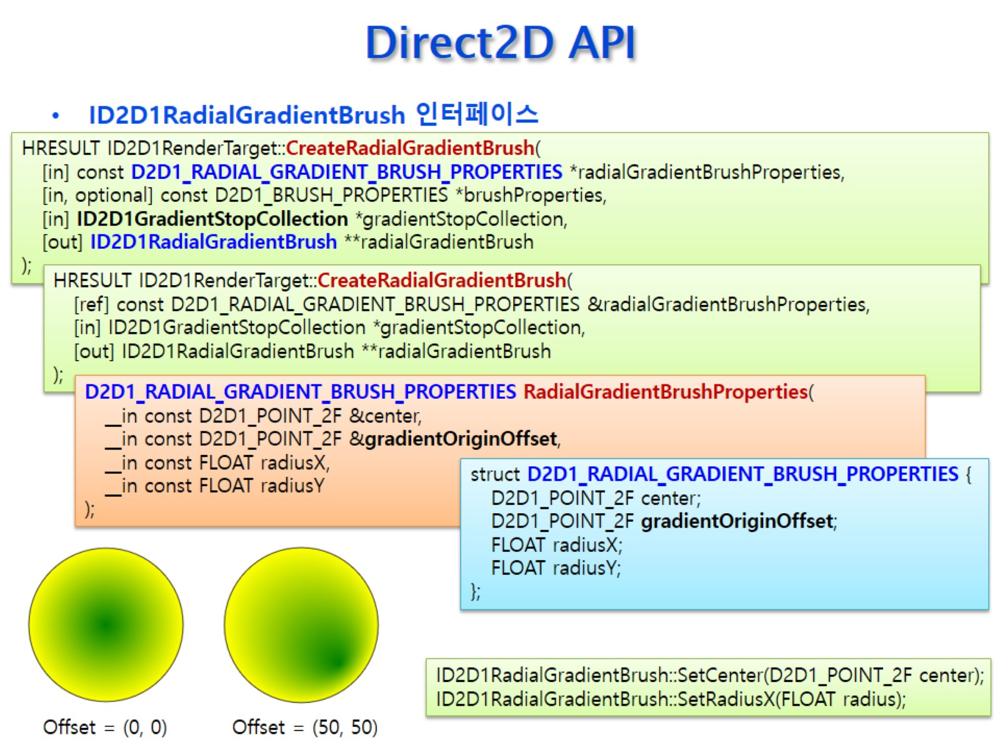 Direct2D API
• ID2D1RadialGradientBrush 인터페이스
HRESULT ID2D1RenderTarget::CreateRadialGradientBrush(
[in] const D2D1_RADIAL_GRADIENT_BRUSH_PROPERTIES *radialGradientBrushProperties,
[in, optional] const D2D1_BRUSH_PROPERTIES *brushProperties,
[in] ID2D1GradientStopCollection *gradientStopCollection,
[out] ID2D1RadialGradientBrush **radialGradientBrush
);
HRESULT ID2D1RenderTarget::CreateRadialGradientBrush(
[ref] const D2D1_RADIAL_GRADIENT_BRUSH_PROPERTIES &radialGradientBrushProperties,
[in] ID2D1GradientStopCollection *gradientStopCollection,
[out] ID2D1RadialGradientBrush **radialGradientBrush
);
D2D1_RADIAL_GRADIENT_BRUSH_PROPERTIES RadialGradientBrushProperties(
__in const D2D1_POINT_2F &center,
__in const D2D1_POINT_2F &gradientOriginOffset,
__in const FLOAT radiusX,
__in const FLOAT radiusY
);
struct D2D1_RADIAL_GRADIENT_BRUSH_PROPERTIES {
D2D1_POINT_2F center;
D2D1_POINT_2F gradientOriginOffset;
FLOAT radiusX;
FLOAT radiusY;
};
Offset = (0, 0)
Offset = (50, 50)
ID2D1RadialGradientBrush::SetCenter(D2D1_POINT_2F center);
ID2D1RadialGradientBrush::SetRadiusX(FLOAT radius);